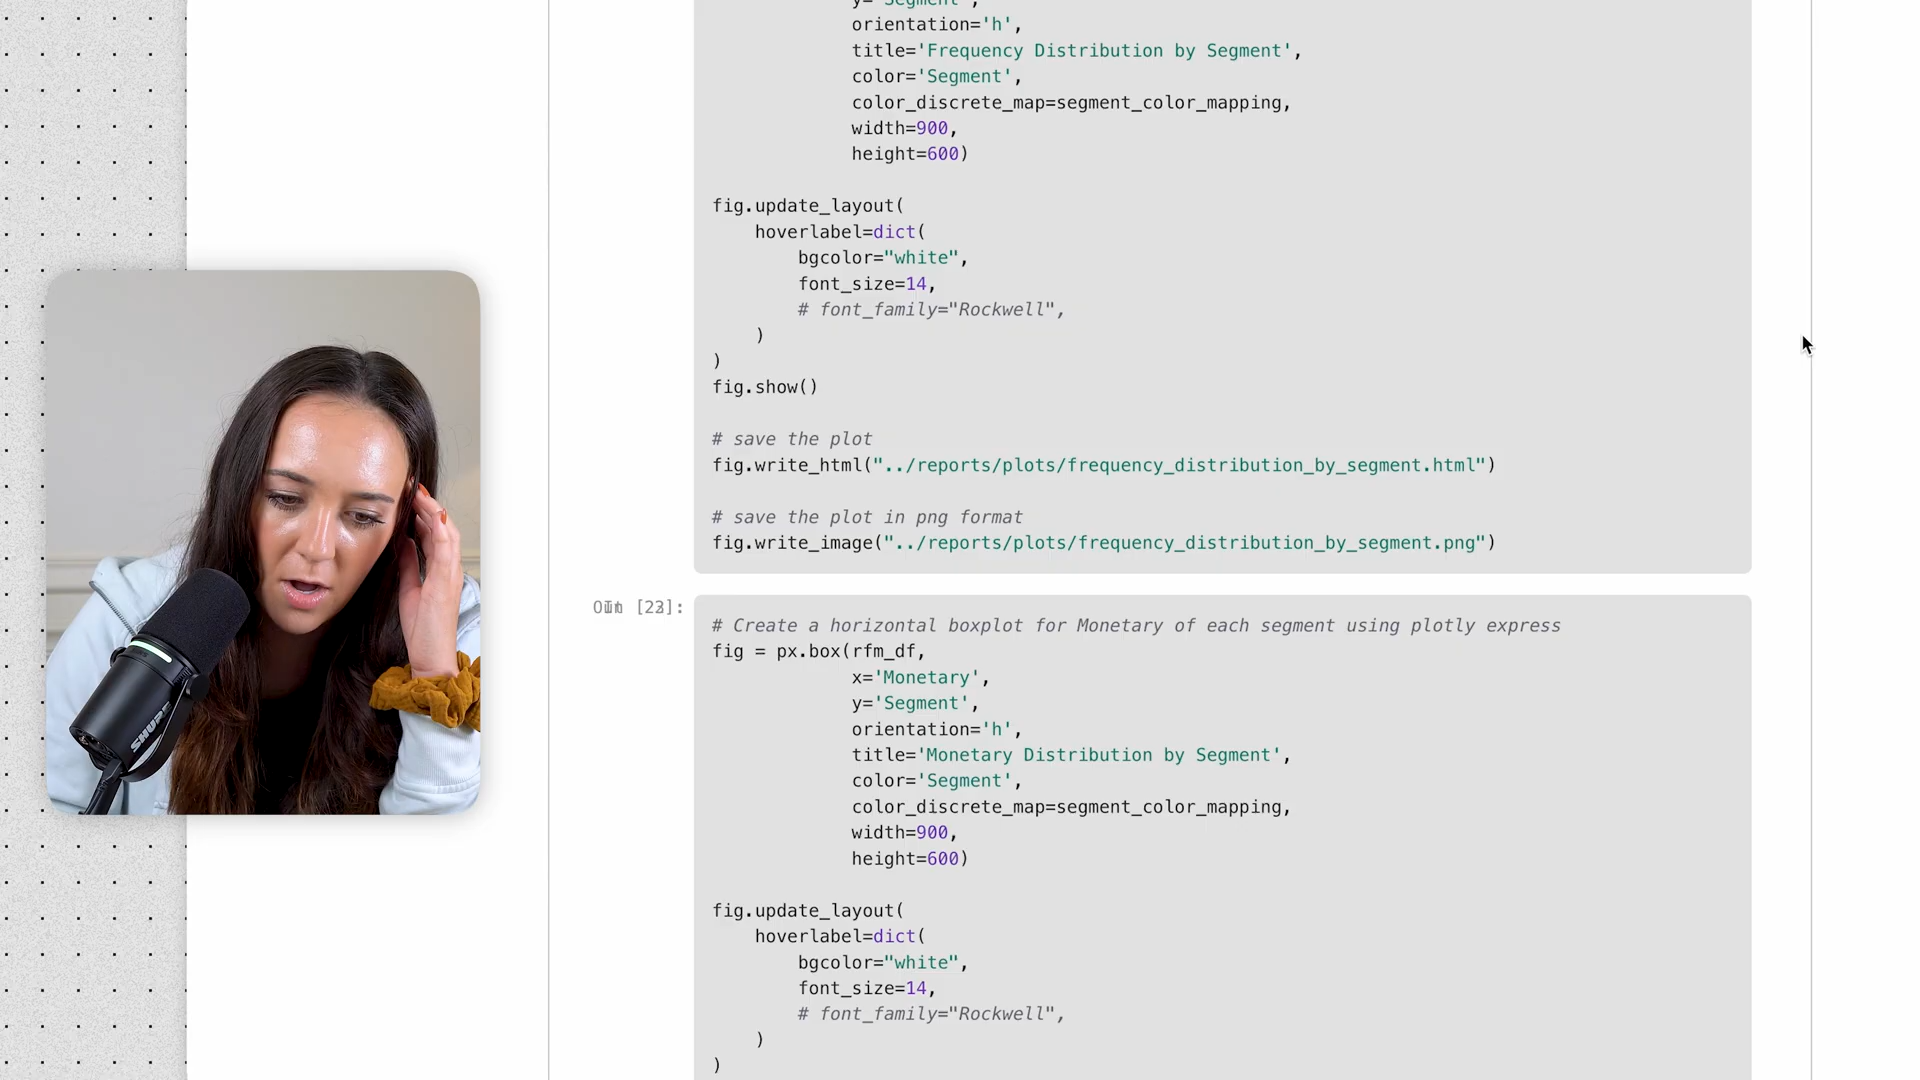 y='Segment',
orientation='h',
title='Frequency Distribution by Segment',
color='Segment',
color_discrete_map=segment_color_mapping,
width=900,
height=600)
fig.update_layout(
hoverlabel=dict(
bgcolor="white",
font_size=14,
# font_family="Rockwell",
)
)
fig.show()
# save the plot
fig.write_html("../reports/plots/frequency_distribution_by_segment.html")
# save the plot in png format
fig.write_image("../reports/plots/frequency_distribution_by_segment.png")
# Create a horizontal boxplot for Monetary of each segment using plotly express
fig = px.box(rfm_df,
x='Monetary',
y='Segment',
orientation='h',
title='Monetary Distribution by Segment',
color='Segment',
color_discrete_map=segment_color_mapping,
width=900,
height=600)
fig.update_layout(
hoverlabel=dict(
bgcolor="white",
font_size=14,
# font_family="Rockwell",
)
)
SHURE